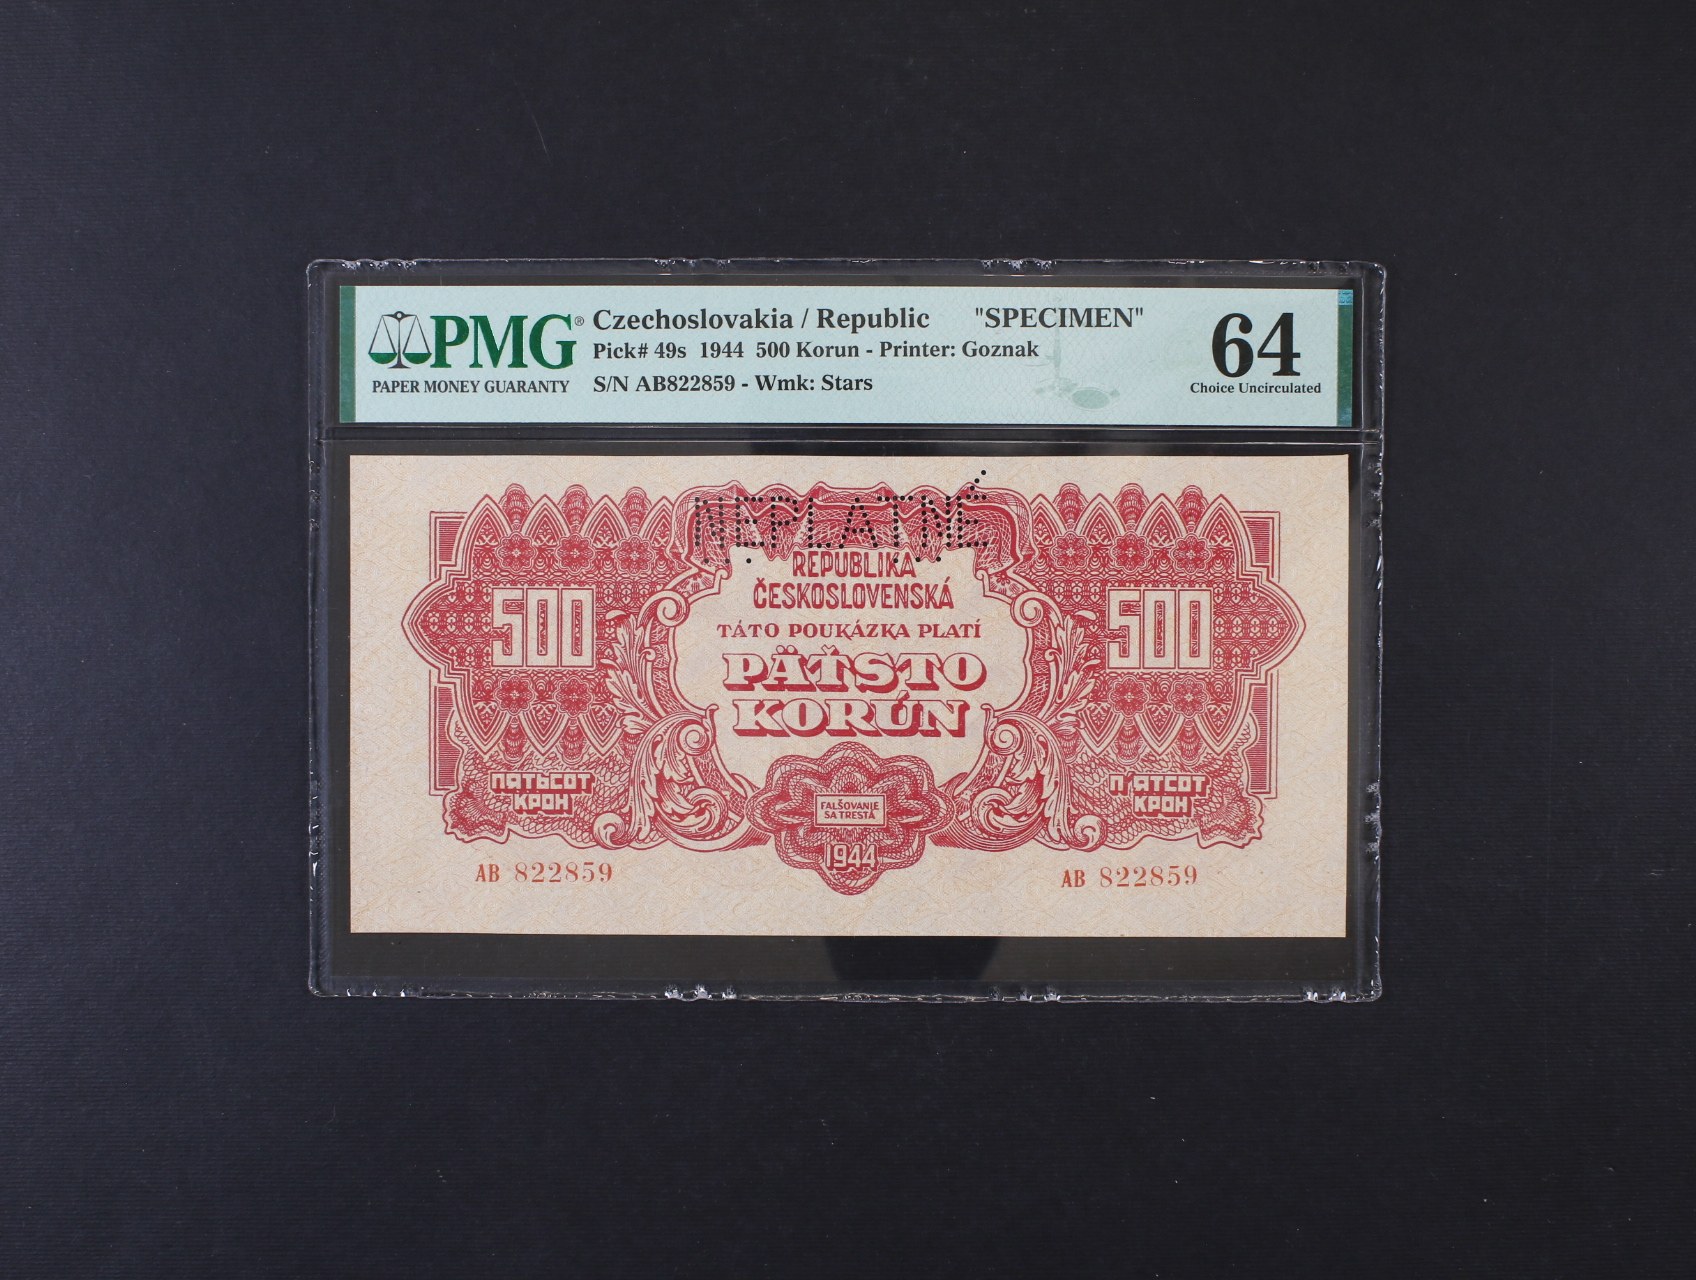 PMG® Czechoslovakia / Republic "SPECIMEN" 64
Pick# 49s 1944 500 Korun - Printer: Goznak
PAPER MONEY GUARANTY S/N AB822859 - Wmk: Stars Choice Uncirculated
NEPLATNÉ
REPUBLIKA
ČESKOSLOVENSKÁ
TÁTO POUKÁZKA PLATÍ
500 PÄŤSTO 500
KORÚN
ПЯТЬСОТ П'ЯТСОТ
КРОН КРОН
FALŠOVANIE
SA TRESTÁ
1944
AB 822859 AB 822859